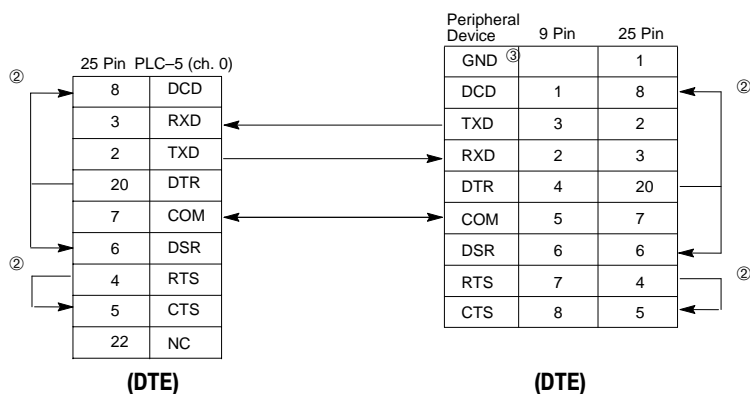 Peripheral
Device 9 Pin 25 Pin
25 Pin PLC–5 (ch. 0)
GND ③ 1
② 8 DCD
DCD 1 8 ②
3 RXD
TXD 3 2
2 TXD
RXD 2 3
20 DTR
DTR 4 20
7 COM
COM 5 7
6 DSR
DSR 6 6
② 4 RTS
RTS 7 4 ②
5 CTS
CTS 8 5
22 NC
(DTE) (DTE)